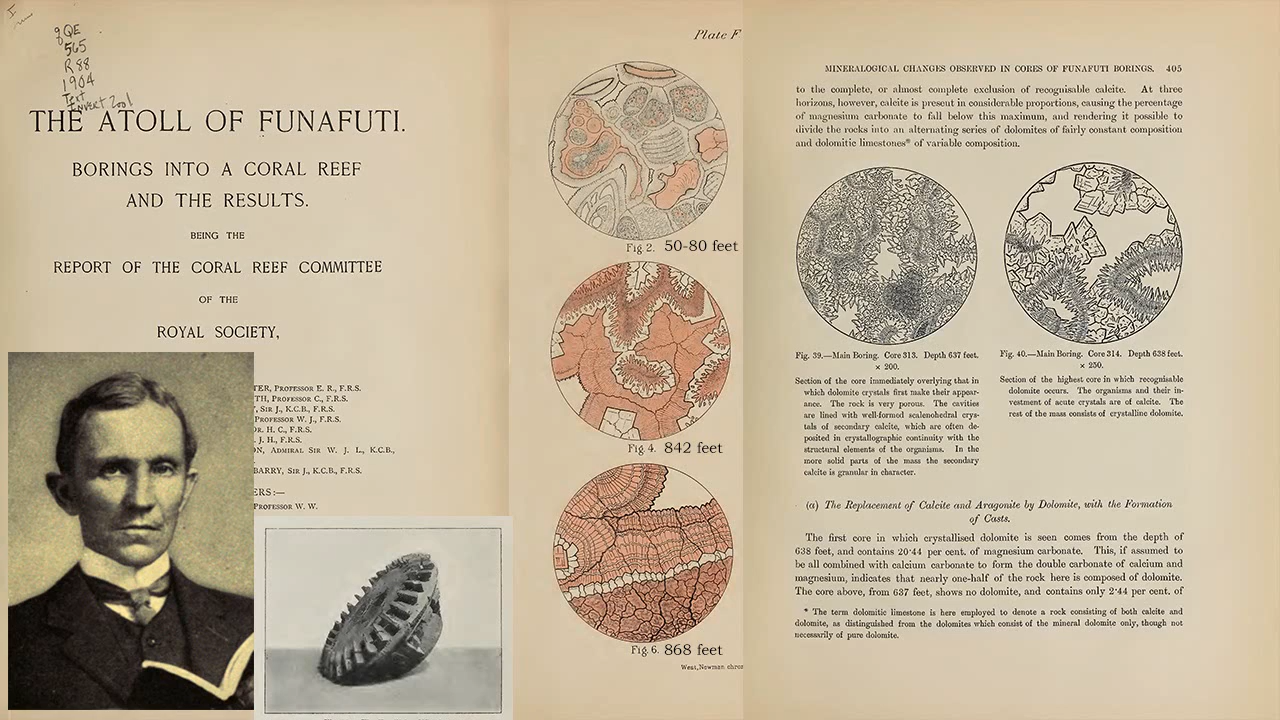 qQE
565
R88
1904
Text
Invert Zool
THE ATOLL OF FUNAFUTI.
BORINGS INTO A CORAL REEF
AND THE RESULTS.
BEING THE
REPORT OF THE CORAL REEF COMMITTEE
OF THE
ROYAL SOCIETY,
TER, PROFESSOR E. R., F.R.S.
TH, PROFESSOR C., F.R.S.
, SIR J., K.C.B., F.R.S.
PROFESSOR W. J., F.R.S.
DR. H. C., F.R.S.
J. H., F.R.S.
ON, ADMIRAL SIR W. J. L., K.C.B.,
BARRY, SIR J., K.C.B., F.R.S.
ERS:—
PROFESSOR W. W.
Plate F
Fig 2. 50-80 feet
Fig. 4. 842 feet
Fig. 6. 868 feet
West, Newman chro
MINERALOGICAL CHANGES OBSERVED IN CORES OF FUNAFUTI BORINGS. 405
to the complete, or almost complete exclusion of recognisable calcite. At three
horizons, however, calcite is present in considerable proportions, causing the percentage
of magnesium carbonate to fall below this maximum, and rendering it possible to
divide the rocks into an alternating series of dolomites of fairly constant composition
and dolomitic limestones* of variable composition.
Fig. 39.—Main Boring. Core 313. Depth 637 feet.
× 200.
Section of the core immediately overlying that in
which dolomite crystals first make their appear-
ance. The rock is very porous. The cavities
are lined with well-formed scalenohedral crys-
tals of secondary calcite, which are often de-
posited in crystallographic continuity with the
structural elements of the organisms. In the
more solid parts of the mass the secondary
calcite is granular in character.
Fig. 40.—Main Boring. Core 314. Depth 638 feet.
× 250.
Section of the highest core in which recognisable
dolomite occurs. The organisms and their in-
vestment of acute crystals are of calcite. The
rest of the mass consists of crystalline dolomite.
(a) The Replacement of Calcite and Aragonite by Dolomite, with the Formation
of Casts.
The first core in which crystallised dolomite is seen comes from the depth of
638 feet, and contains 20·44 per cent. of magnesium carbonate. This, if assumed to
be all combined with calcium carbonate to form the double carbonate of calcium and
magnesium, indicates that nearly one-half of the rock here is composed of dolomite.
The core above, from 637 feet, shows no dolomite, and contains only 2·44 per cent. of
* The term dolomitic limestone is here employed to denote a rock consisting of both calcite and
dolomite, as distinguished from the dolomites which consist of the mineral dolomite only, though not
necessarily of pure dolomite.